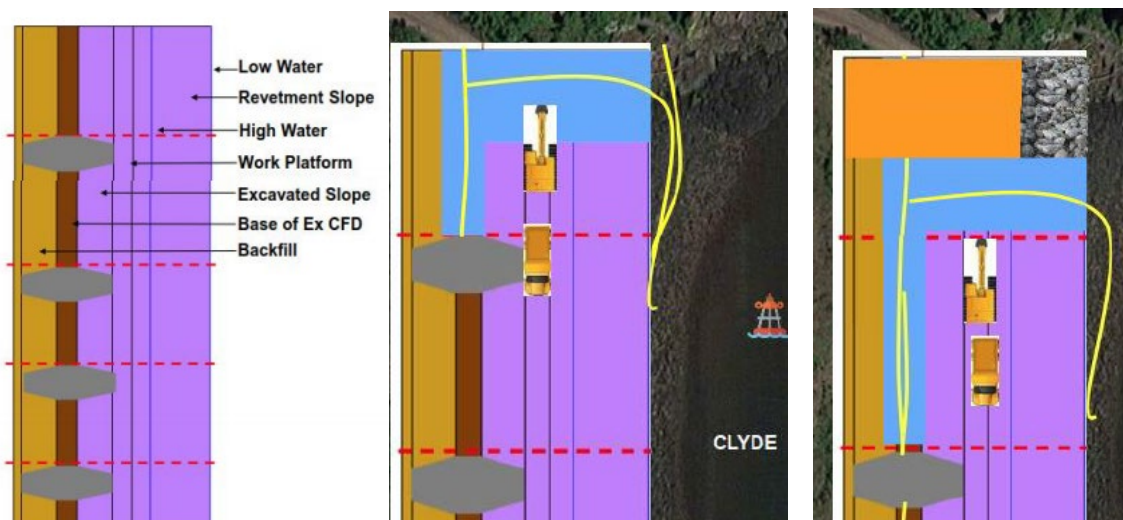 Low Water
Revetment Slope
High Water
Work Platform
Excavated Slope
Base of Ex CFD
Backfill
CLYDE